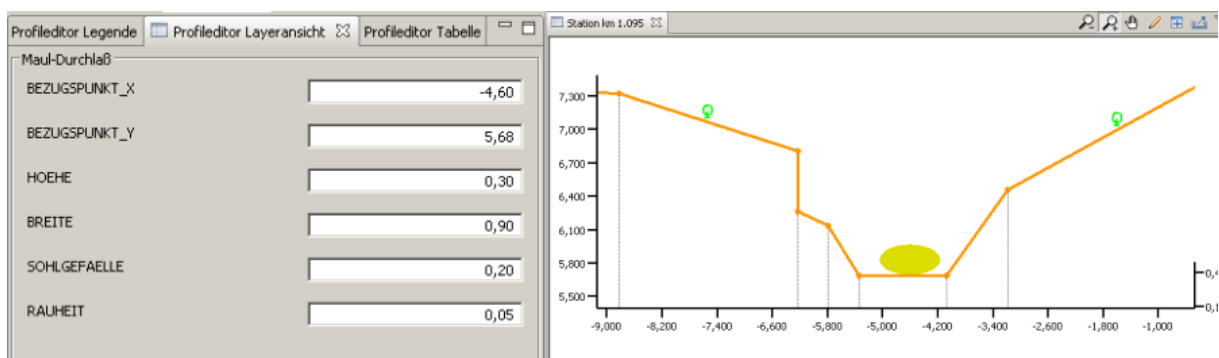 Profileditor Legende
Profileditor Layeransicht
Profileditor Tabelle
Maul-Durchlaß
BEZUGSPUNKT_X -4,60
BEZUGSPUNKT_Y 5,68
HOEHE 0,30
BREITE 0,90
SOHLGEFAELLE 0,20
RAUHEIT 0,05
Station km 1.095
7,300
7,000
6,700
6,400
6,100
5,800
5,500
-9,000 -8,200 -7,400 -6,600 -5,800 -5,000 -4,200 -3,400 -2,600 -1,800 -1,000